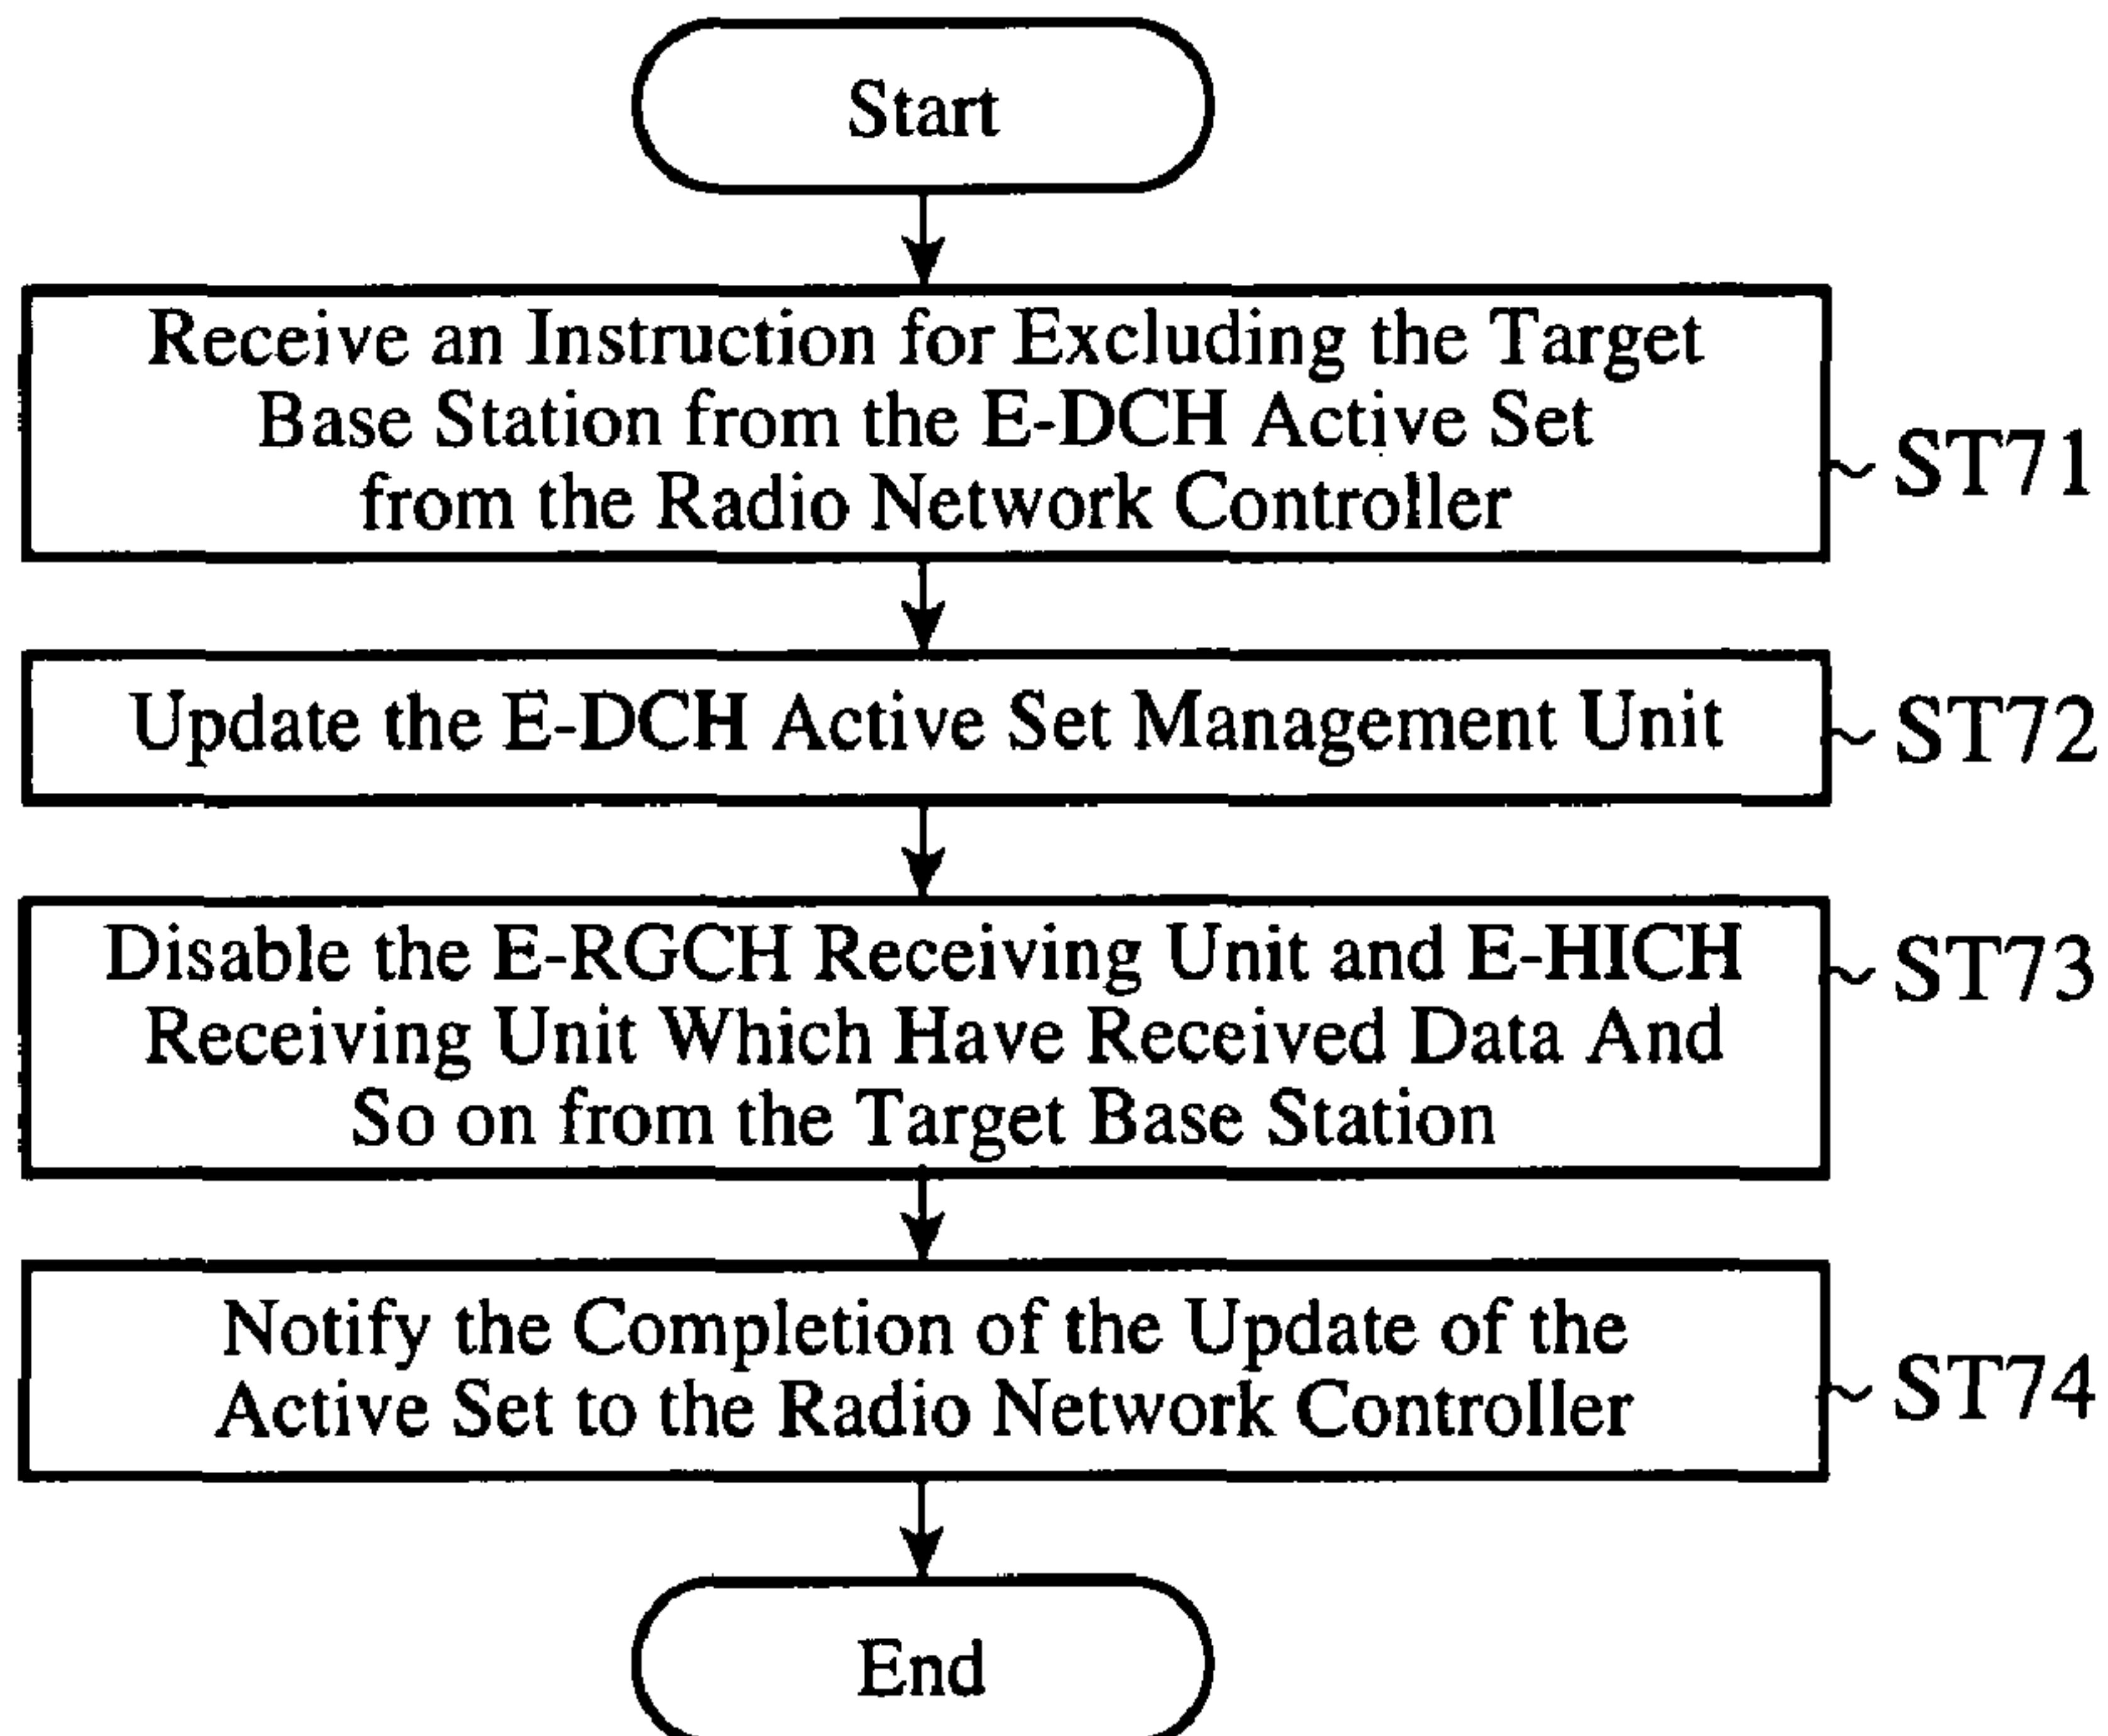 Start
Receive an Instruction for Excluding the Target
Base Station from the E-DCH Active Set
from the Radio Network Controller
ST71
Update the E-DCH Active Set Management Unit
ST72
Disable the E-RGCH Receiving Unit and E-HICH
Receiving Unit Which Have Received Data And
So on from the Target Base Station
ST73
Notify the Completion of the Update of the
Active Set to the Radio Network Controller
ST74
End